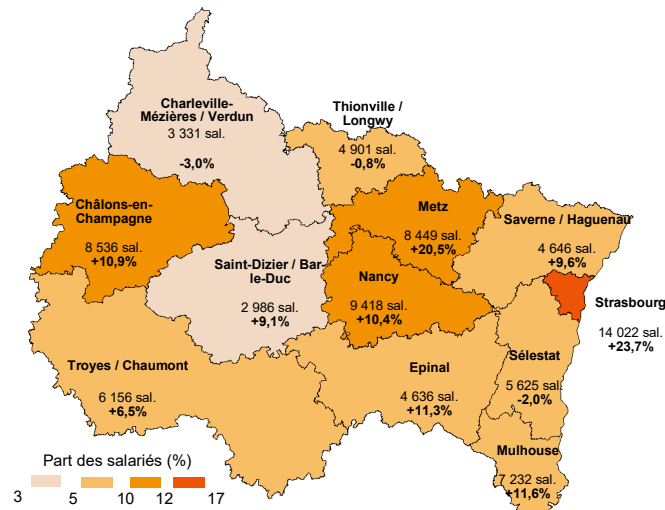 Charleville-
Mézières / Verdun
3 331 sal.
-3,0%
Thionville /
Longwy
4 901 sal.
-0,8%
Châlons-en-
Champagne
8 536 sal.
+10,9%
Metz
8 449 sal.
+20,5%
Saverne / Haguenau
4 646 sal.
+9,6%
Saint-Dizier / Bar
le-Duc
2 986 sal.
+9,1%
Nancy
9 418 sal.
+10,4%
Strasbourg
14 022 sal.
+23,7%
Troyes / Chaumont
6 156 sal.
+6,5%
Epinal
4 636 sal.
+11,3%
Sélestat
5 625 sal.
-2,0%
Mulhouse
7 232 sal.
+11,6%
Part des salariés (%)
3 5 10 12 17